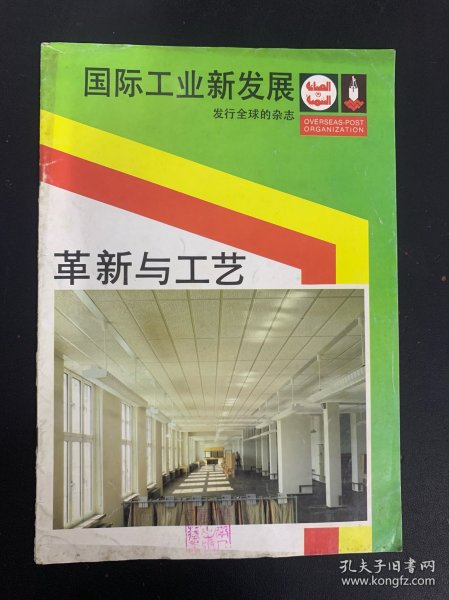 国际工业新发展
发行全球的杂志
OVERSEAS-POST
ORGANIZATION
革新与工艺
孔夫子旧书网
www.kongfz.com